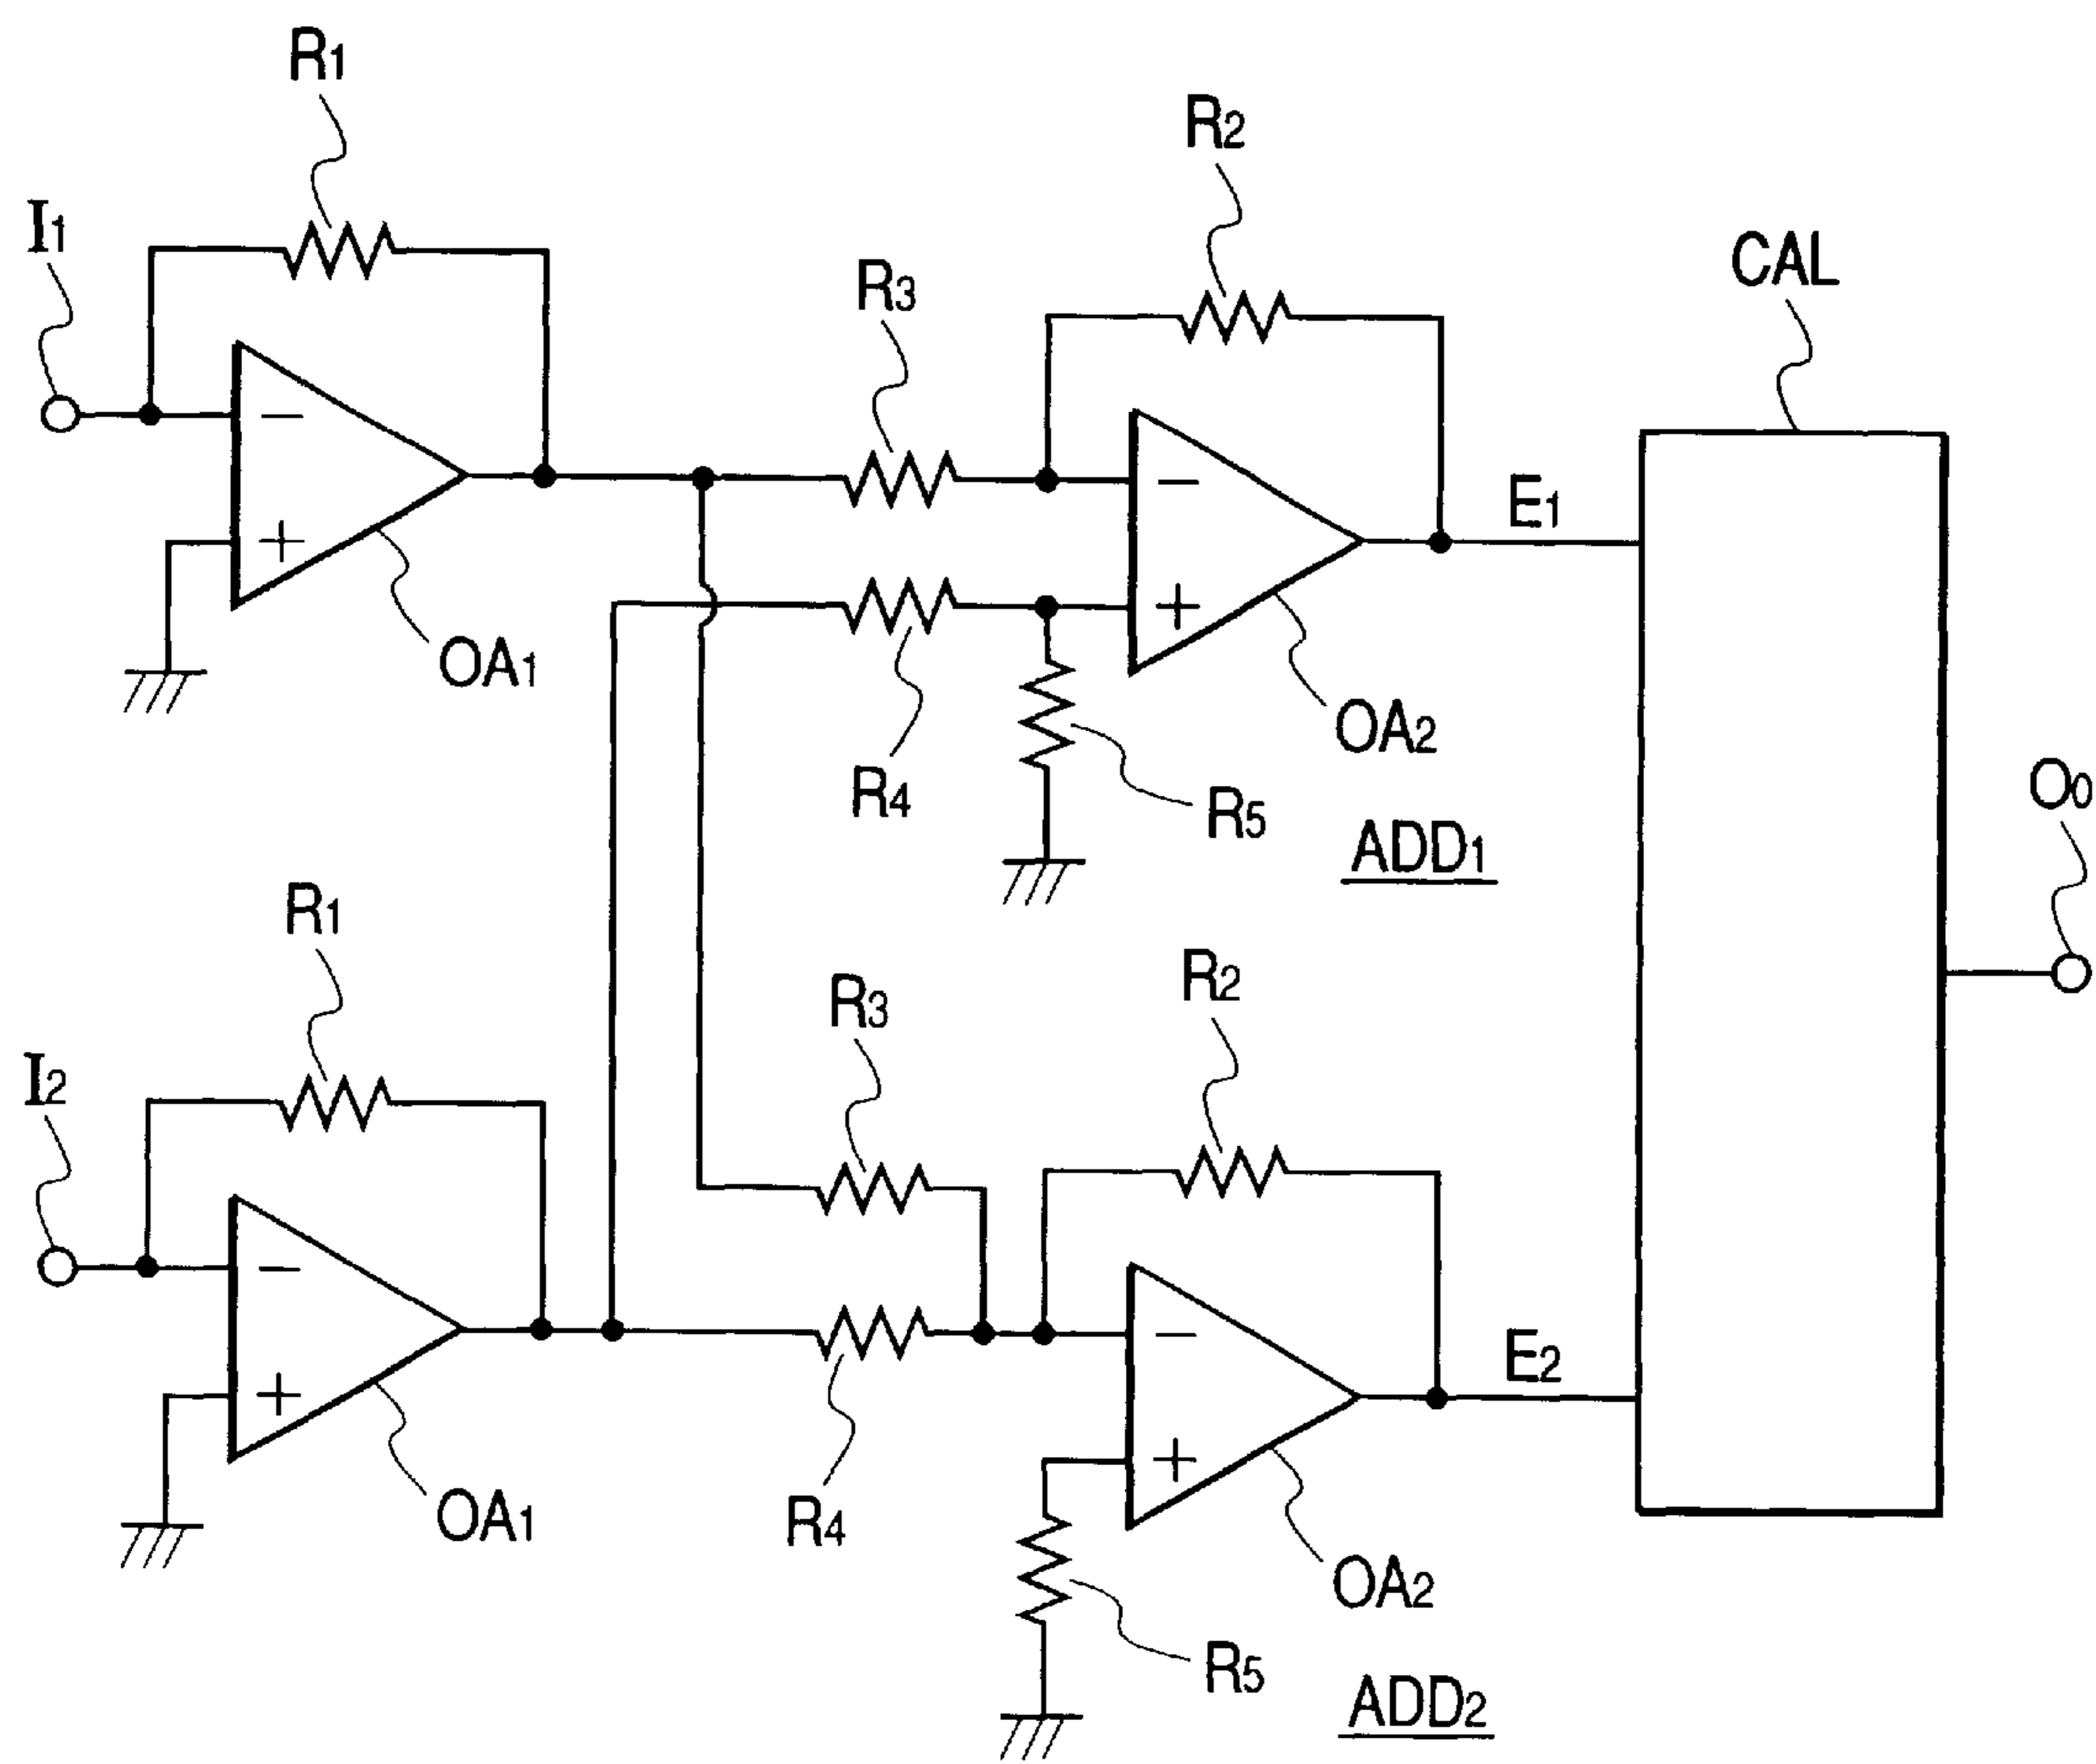 R1
R2
I1
CAL
R3
−
−
E1
+
+
OA1
OA2
R4
R5
O0
ADD1
R1
R2
R3
I2
−
−
E2
+
+
R4
OA1
OA2
R5
ADD2